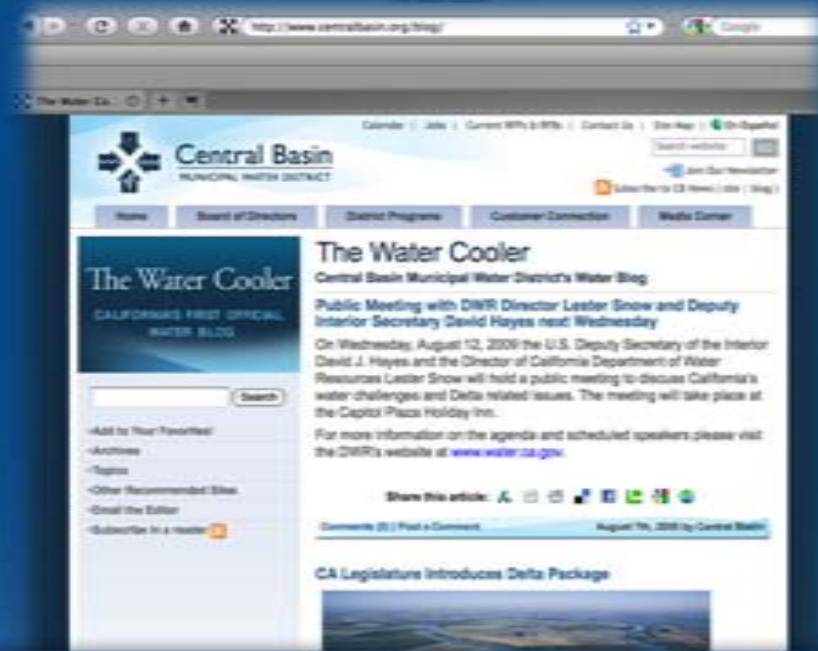 http://www.centralbasin.org/blog/
Google
The Water Co...
Calendar | Jobs | Current RFPs & RFBs | Contact Us | Site Map | En Español
Central Basin
MUNICIPAL WATER DISTRICT
Search website
Join Our Newsletter
Subscribe to CB News ( site | blog )
Home
Board of Directors
District Programs
Customer Connection
Media Corner
The Water Cooler
CALIFORNIA'S FIRST OFFICIAL
WATER BLOG
Search
•Add to Your Favorites!
•Archives
•Topics
•Other Recommended Sites
•Email the Editor
•Subscribe in a reader
The Water Cooler
Central Basin Municipal Water District's Water Blog
Public Meeting with DWR Director Lester Snow and Deputy
Interior Secretary David Hayes next Wednesday
On Wednesday, August 12, 2009 the U.S. Deputy Secretary of the Interior
David J. Hayes and the Director of California Department of Water
Resources Lester Snow will hold a public meeting to discuss California's
water challenges and Delta related issues. The meeting will take place at
the Capitol Plaza Holiday Inn.
For more information on the agenda and scheduled speakers please visit
the DWR's website at www.water.ca.gov.
Share this article:
Comments (0) | Post a Comment
August 7th, 2009 by Central Basin
CA Legislature Introduces Delta Package